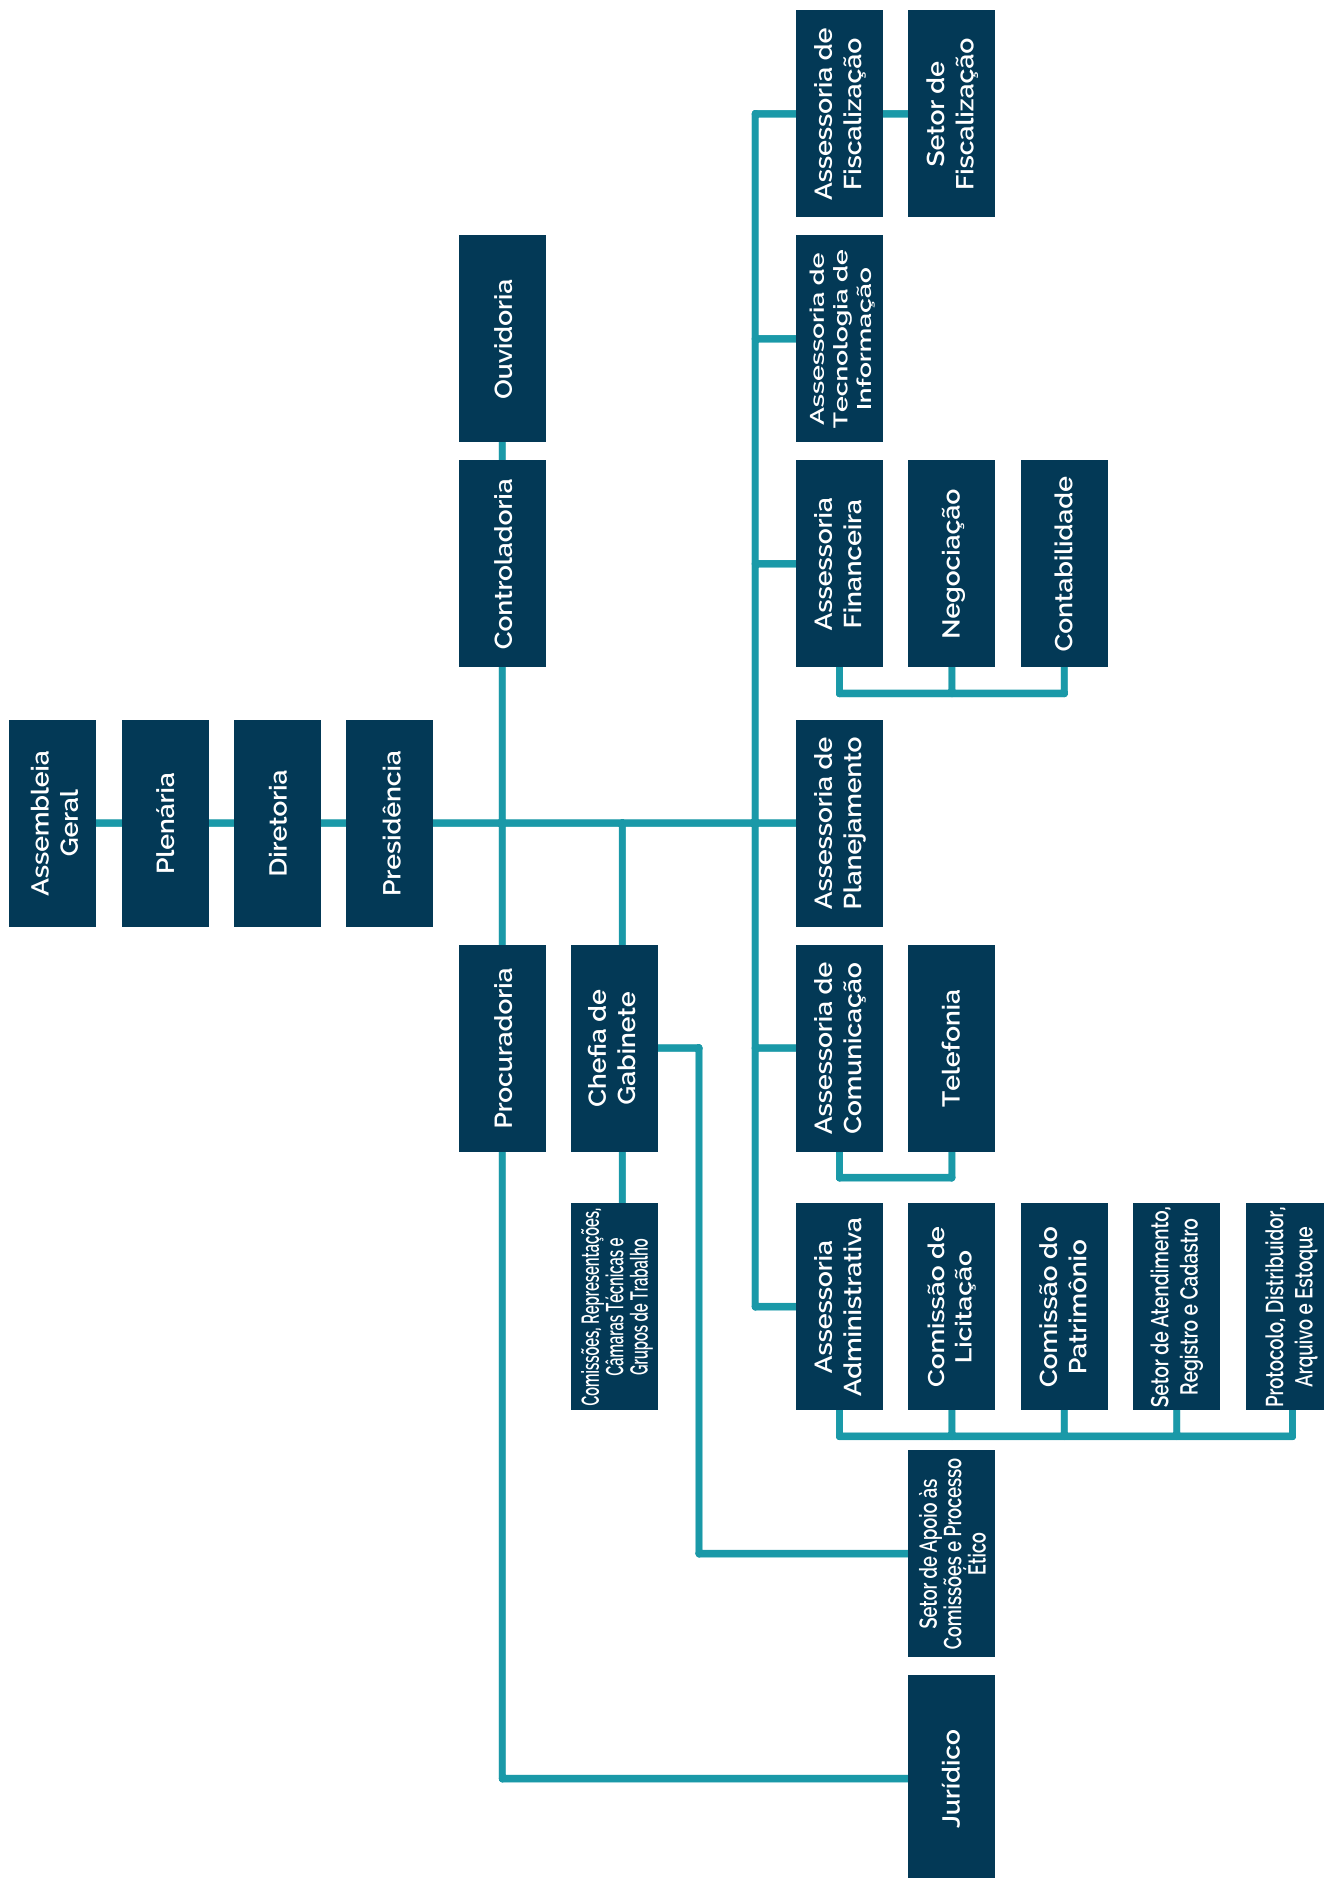 Assembleia
Geral
Plenária
Diretoria
Presidência
Procuradoria
Controladoria
Ouvidoria
Comissões, Representações,
Câmaras Técnicas e
Grupos de Trabalho
Chefia de
Gabinete
Assessoria
Administrativa
Assessoria de
Comunicação
Assessoria de
Planejamento
Assessoria
Financeira
Assessoria de
Tecnologia de
Informação
Assessoria de
Fiscalização
Jurídico
Setor de Apoio às
Comissões e Processo
Ético
Comissão de
Licitação
Telefonia
Negociação
Setor de
Fiscalização
Comissão do
Patrimônio
Contabilidade
Setor de Atendimento,
Registro e Cadastro
Protocolo, Distribuidor,
Arquivo e Estoque